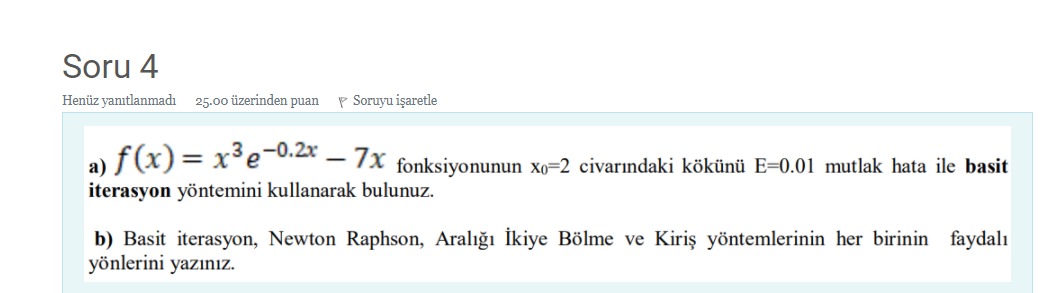 Soru 4
Henüz yanıtlanmadı 25.00 üzerinden puan Soruyu işaretle
a) f(x) = x³e^{-0.2x} − 7x fonksiyonunun x₀=2 civarındaki kökünü E=0.01 mutlak hata ile basit
iterasyon yöntemini kullanarak bulunuz.
b) Basit iterasyon, Newton Raphson, Aralığı İkiye Bölme ve Kiriş yöntemlerinin her birinin faydalı
yönlerini yazınız.